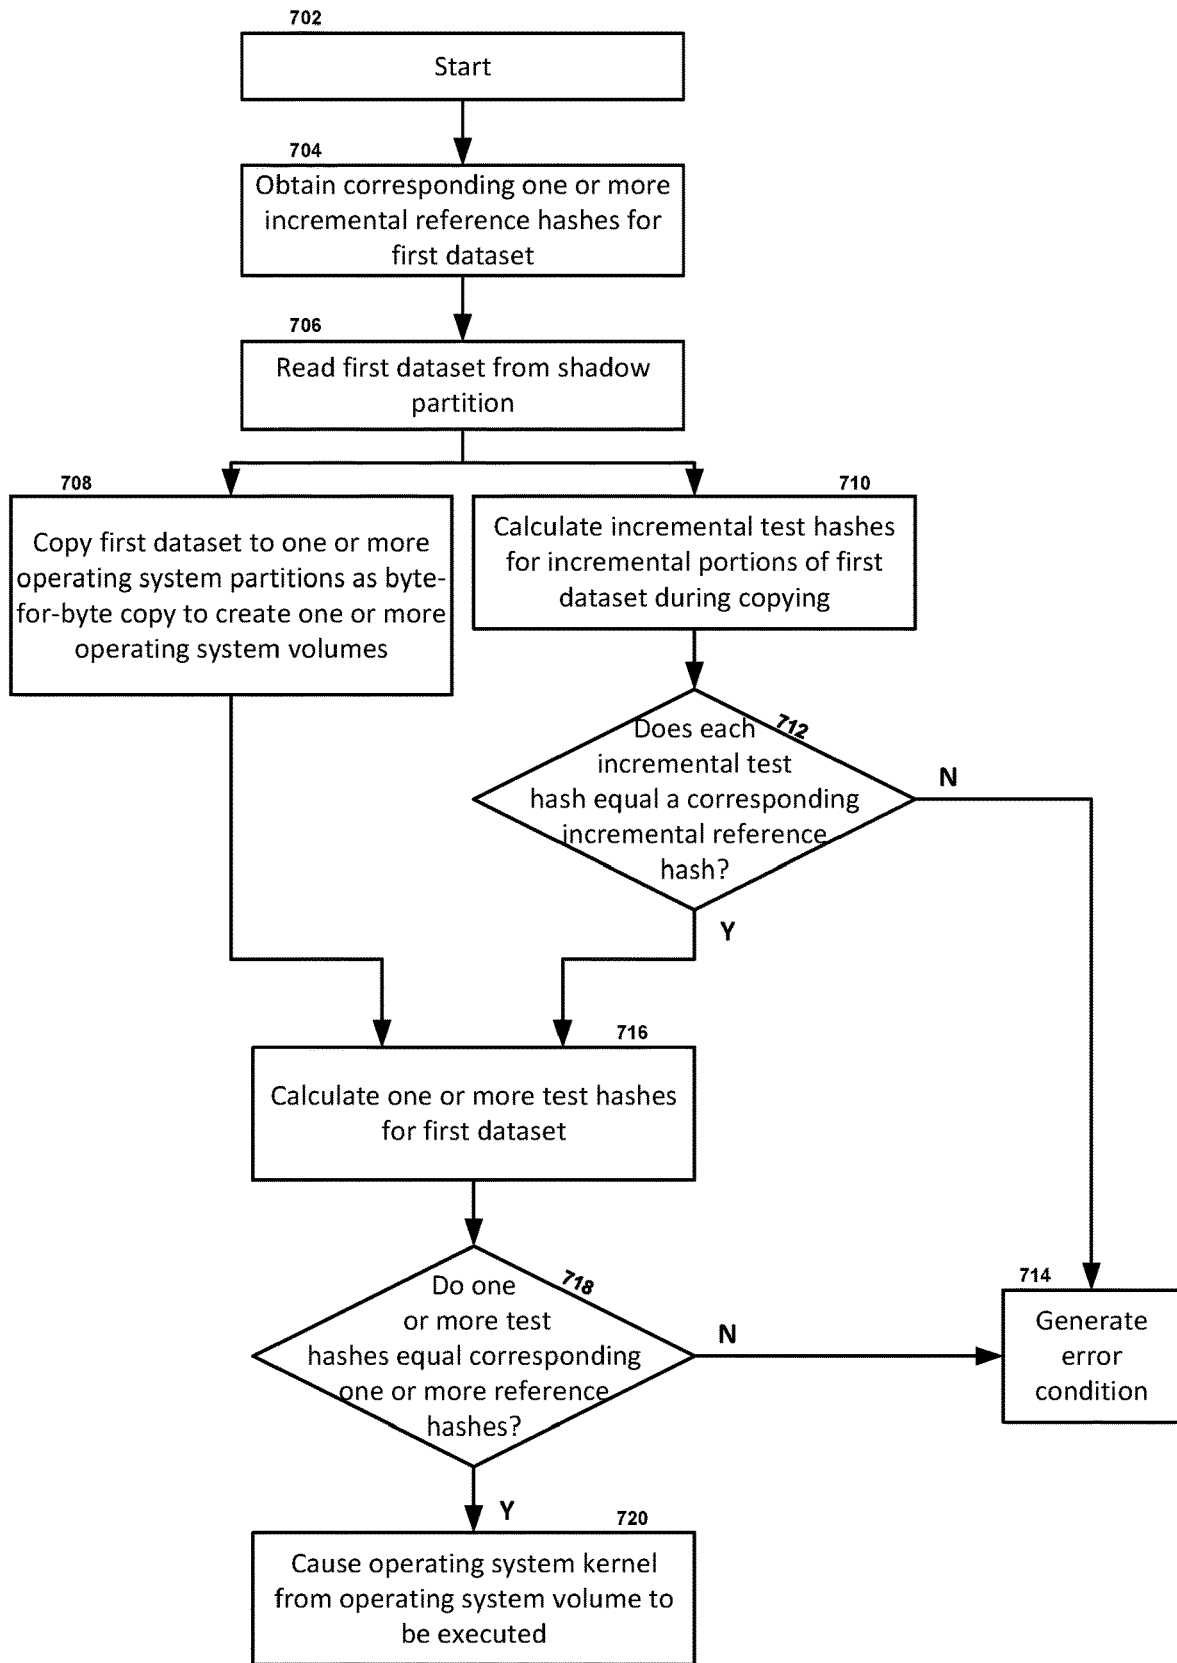 702
Start
704
Obtain corresponding one or more
incremental reference hashes for
first dataset
706
Read first dataset from shadow
partition
708
Copy first dataset to one or more
operating system partitions as byte-
for-byte copy to create one or more
operating system volumes
710
Calculate incremental test hashes
for incremental portions of first
dataset during copying
712
Does each
incremental test
hash equal a corresponding
incremental reference
hash?
N
Y
716
Calculate one or more test hashes
for first dataset
718
Do one
or more test
hashes equal corresponding
one or more reference
hashes?
N
714
Generate
error
condition
Y
720
Cause operating system kernel
from operating system volume to
be executed